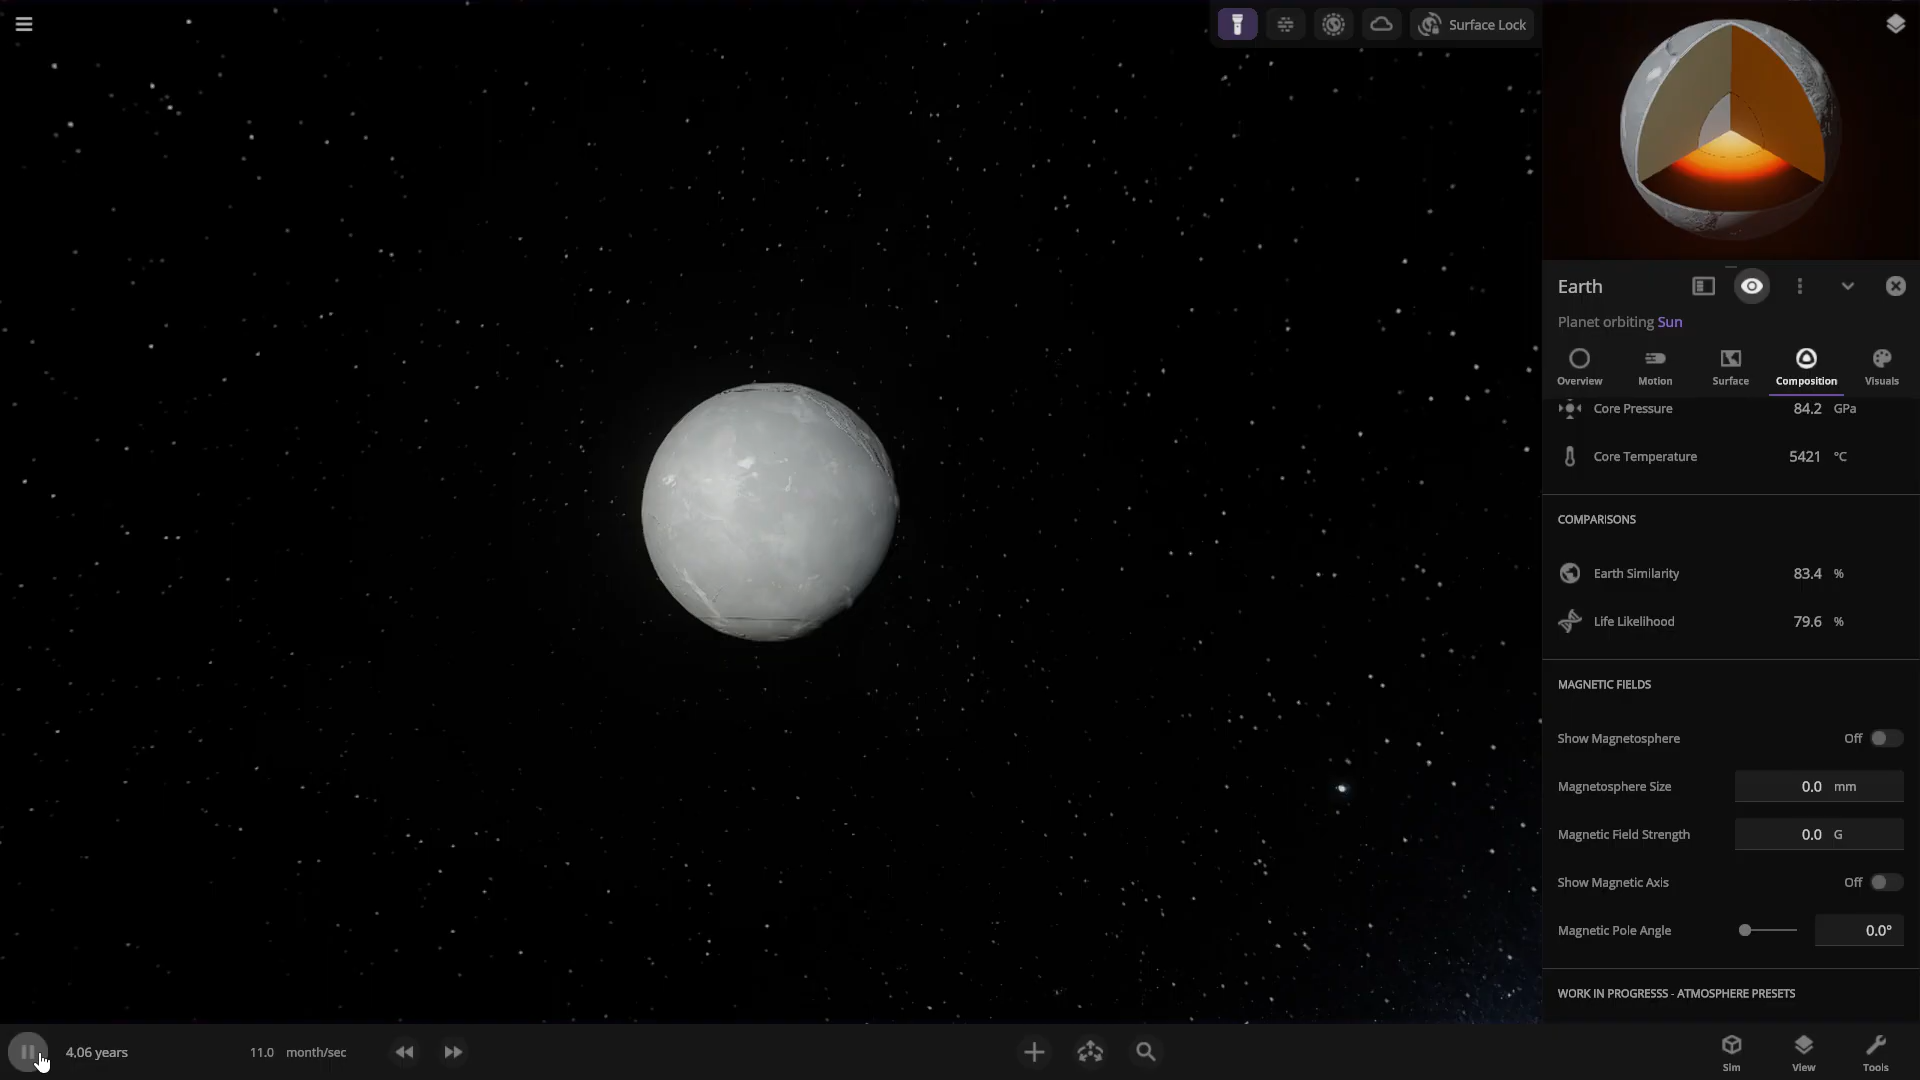 Surface Lock
Earth
Planet orbiting Sun
Overview Motion Surface Composition Visuals
Core Pressure 84.2 GPa
Core Temperature 5421 °C
COMPARISONS
Earth Similarity 83.4 %
Life Likelihood 79.6 %
MAGNETIC FIELDS
Show Magnetosphere Off
Magnetosphere Size 0.0 mm
Magnetic Field Strength 0.0 G
Show Magnetic Axis Off
Magnetic Pole Angle 0.0°
WORK IN PROGRESSS - ATMOSPHERE PRESETS
4.06 years 11.0 month/sec
Sim View Tools